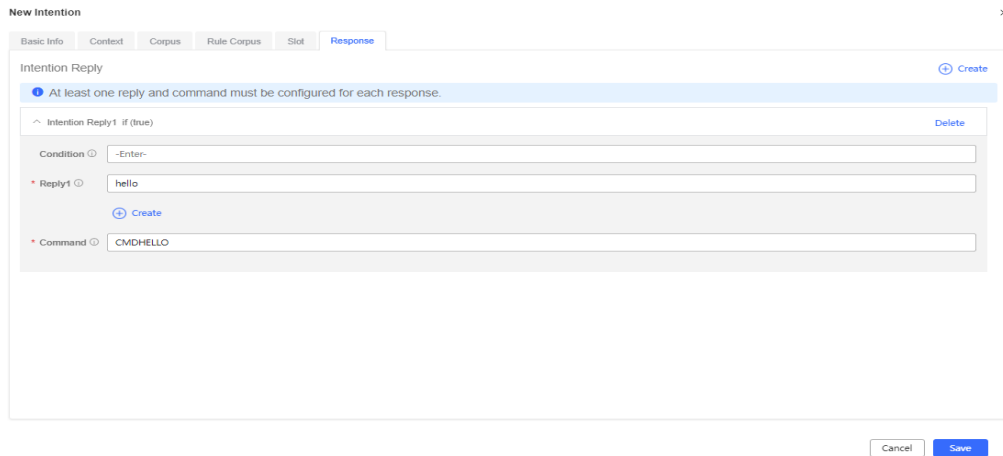 New Intention
Basic Info Context Corpus Rule Corpus Slot Response
Intention Reply Create
At least one reply and command must be configured for each response.
Intention Reply1 if (true) Delete
Condition -Enter-
* Reply1 hello
Create
* Command CMDHELLO
Cancel Save